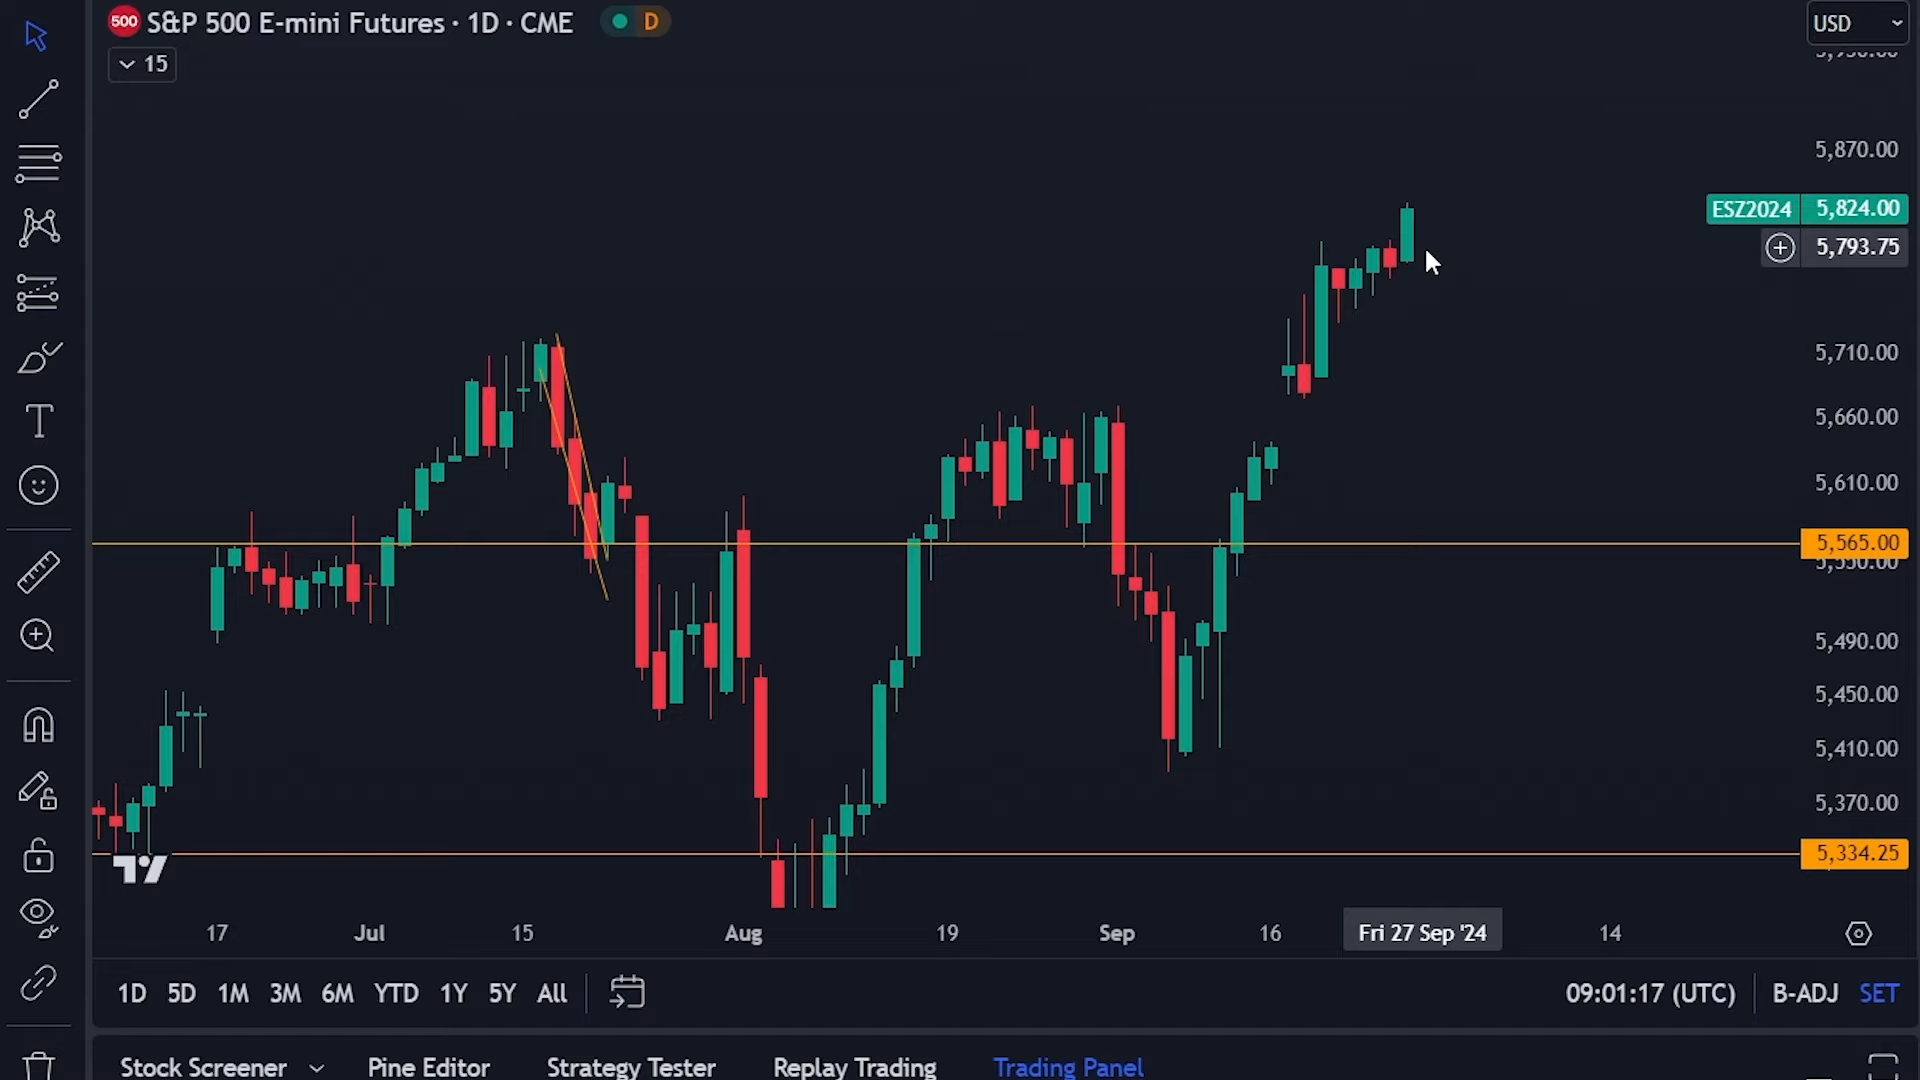 500 S&P 500 E-mini Futures · 1D · CME D
USD
15
5,870.00
ESZ2024 5,824.00
5,793.75
5,710.00
5,660.00
5,610.00
5,565.00
5,490.00
5,450.00
5,410.00
5,370.00
5,334.25
17 Jul 15 Aug 19 Sep 16 Fri 27 Sep '24 14
1D 5D 1M 3M 6M YTD 1Y 5Y All
09:01:17 (UTC) B-ADJ SET
Stock Screener Pine Editor Strategy Tester Replay Trading Trading Panel